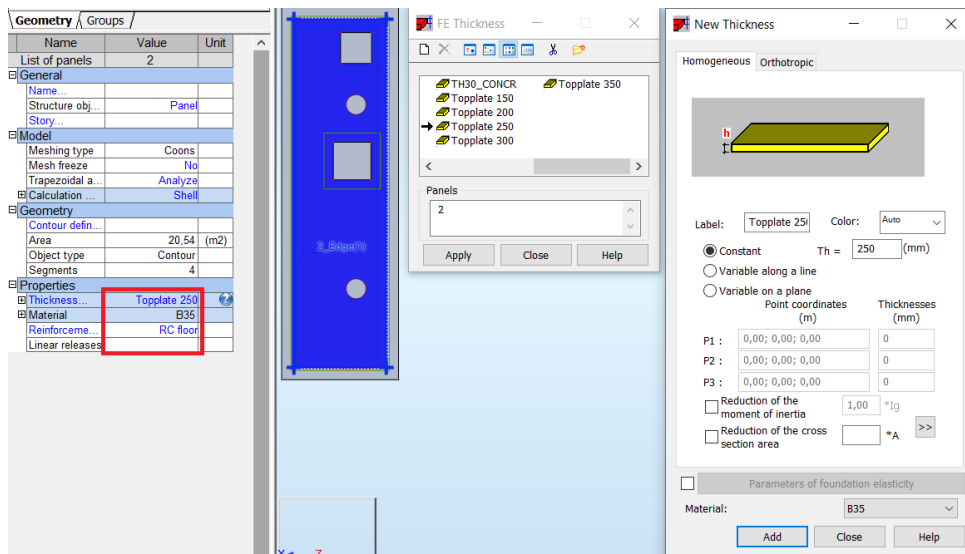 Geometry Groups
Name Value Unit
List of panels 2
General
Name...
Structure obj... Panel
Story...
Model
Meshing type Coons
Mesh freeze No
Trapezoidal a... Analyze
Calculation ... Shell
Geometry
Contour defin...
Area 20,54 (m2)
Object type Contour
Segments 4
Properties
Thickness... Topplate 250
Material B35
Reinforceme... RC floor
Linear releases
2_Edge(1)
X Z
FE Thickness
TH30_CONCR Topplate 350
Topplate 150
Topplate 200
Topplate 250
Topplate 300
Panels
2
Apply Close Help
New Thickness
Homogeneous Orthotropic
h
Label: Topplate 25 Color: Auto
Constant Th = 250 (mm)
Variable along a line
Variable on a plane
Point coordinates Thicknesses
(m) (mm)
P1 : 0,00; 0,00; 0,00 0
P2 : 0,00; 0,00; 0,00 0
P3 : 0,00; 0,00; 0,00 0
Reduction of the
moment of inertia 1,00 *Ig
Reduction of the cross
section area *A >>
Parameters of foundation elasticity
Material: B35
Add Close Help